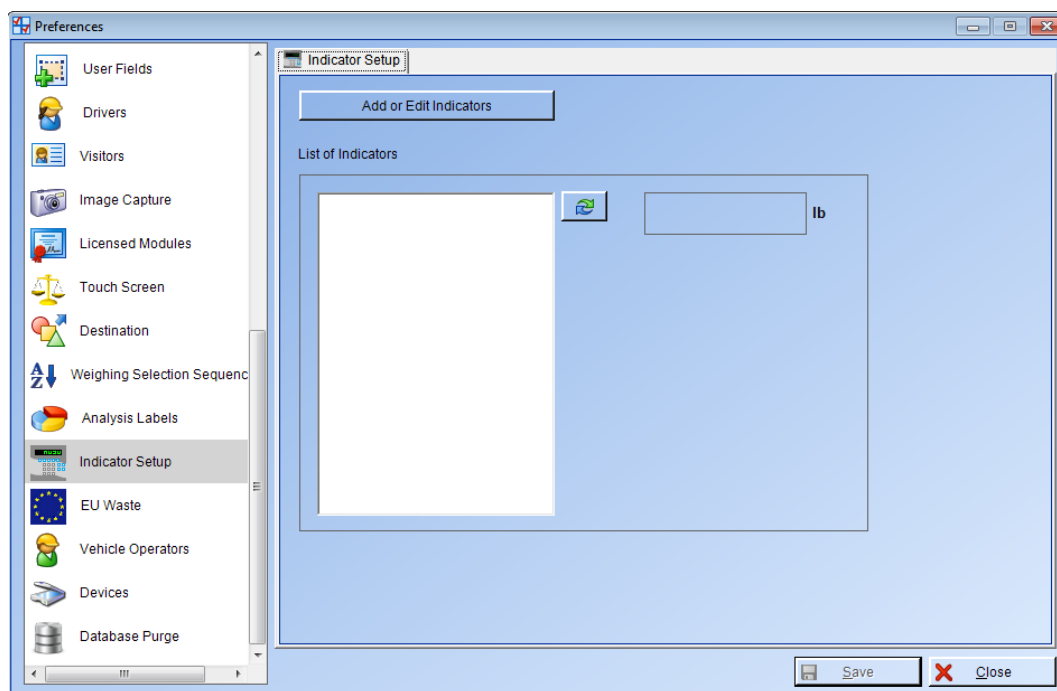 Preferences
User Fields
Drivers
Visitors
Image Capture
Licensed Modules
Touch Screen
Destination
Weighing Selection Sequenc
Analysis Labels
Indicator Setup
EU Waste
Vehicle Operators
Devices
Database Purge
Indicator Setup
Add or Edit Indicators
List of Indicators
lb
Save
Close